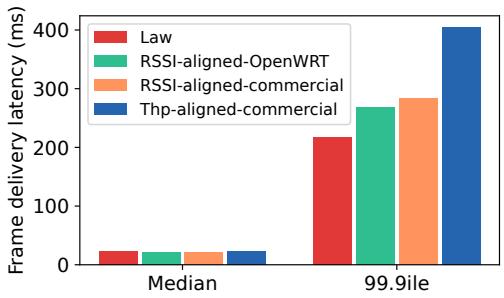 Frame delivery latency (ms)
400
300
200
100
0
Law
RSSI-aligned-OpenWRT
RSSI-aligned-commercial
Thp-aligned-commercial
Median
99.9ile